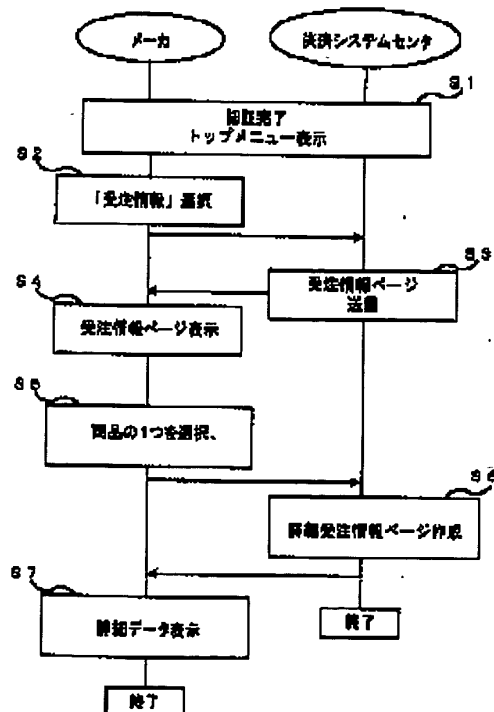 メーカ
決済システムセンタ
S1
認証完了
トップメニュー表示
S2
「受注情報」選択
S3
受注情報ページ
送信
S4
受注情報ページ表示
S5
商品の1つを選択、
S6
詳細受注情報ページ作成
S7
詳細データ表示
終了
終了